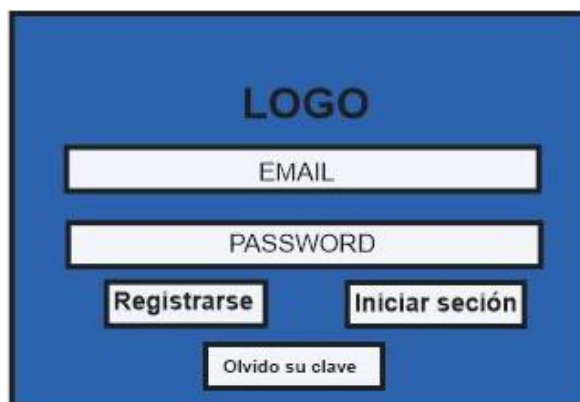 LOGO
EMAIL
PASSWORD
Registrarse
Iniciar seción
Olvido su clave